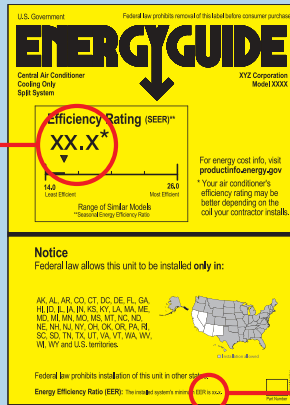 U.S. Government Federal law prohibits removal of this label before consumer purchase
ENERGYGUIDE
Central Air Conditioner
Cooling Only
Split System
XYZ Corporation
Model XXXX
Efficiency Rating (SEER)**
XX.X*
14.0
Least Efficient
26.0
Most Efficient
Range of Similar Models
**Seasonal Energy Efficiency Ratio
For energy cost info, visit
productinfo.energy.gov
* Your air conditioner's
efficiency rating may be
better depending on the
coil your contractor installs.
Notice
Federal law allows this unit to be installed only in:
AK, AL, AR, CO, CT, DC, DE, FL, GA,
HI, ID, IL, IA, IN, KS, KY, LA, MA, ME,
MD, MI, MN, MO, MS, MT, NC, ND,
NE, NH, NJ, NY, OH, OK, OR, PA, RI,
SC, SD, TN, TX, UT, VA, VT, WA, WV,
WI, WY and U.S. territories.
Federal law prohibits installation of this unit in other states.
Energy Efficiency Ratio (EER): The installed system's minimum EER is xx.x.
Part Number